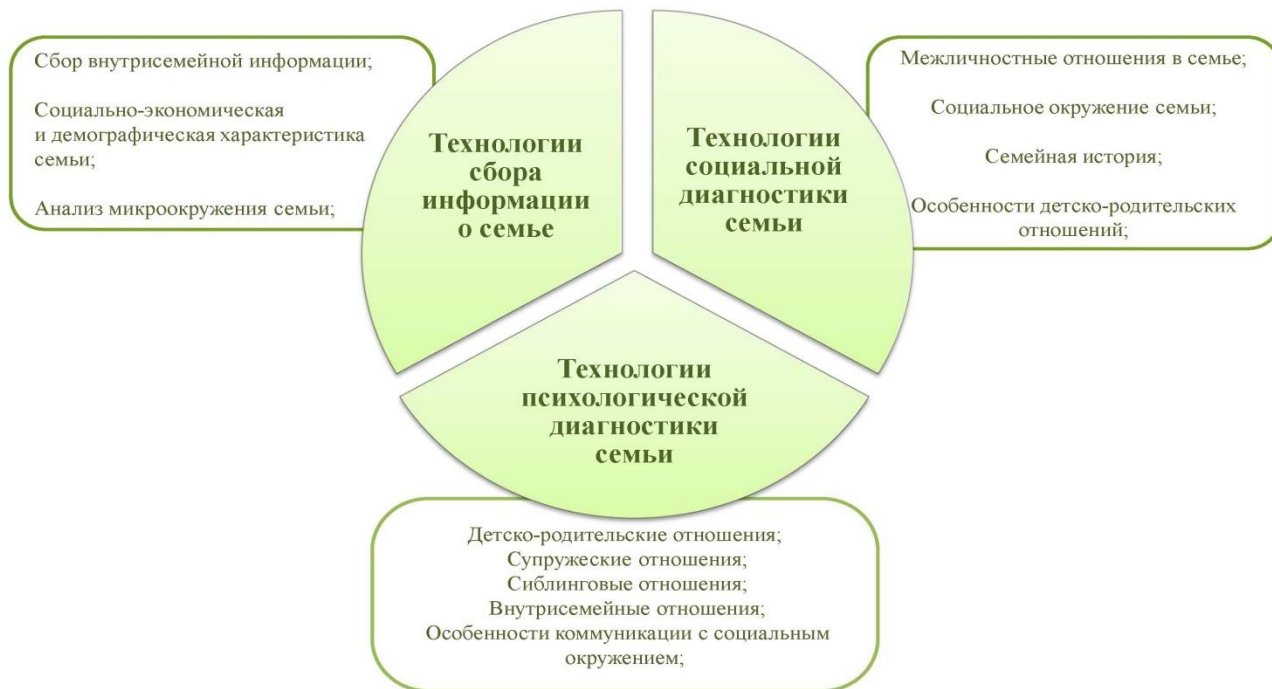 Сбор внутрисемейной информации;
Социально-экономическая
и демографическая характеристика
семьи;
Анализ микроокружения семьи;
Технологии
сбора
информации
о семье
Технологии
социальной
диагностики
семьи
Межличностные отношения в семье;
Социальное окружение семьи;
Семейная история;
Особенности детско-родительских
отношений;
Технологии
психологической
диагностики
семьи
Детско-родительские отношения;
Супружеские отношения;
Сиблинговые отношения;
Внутрисемейные отношения;
Особенности коммуникации с социальным
окружением;